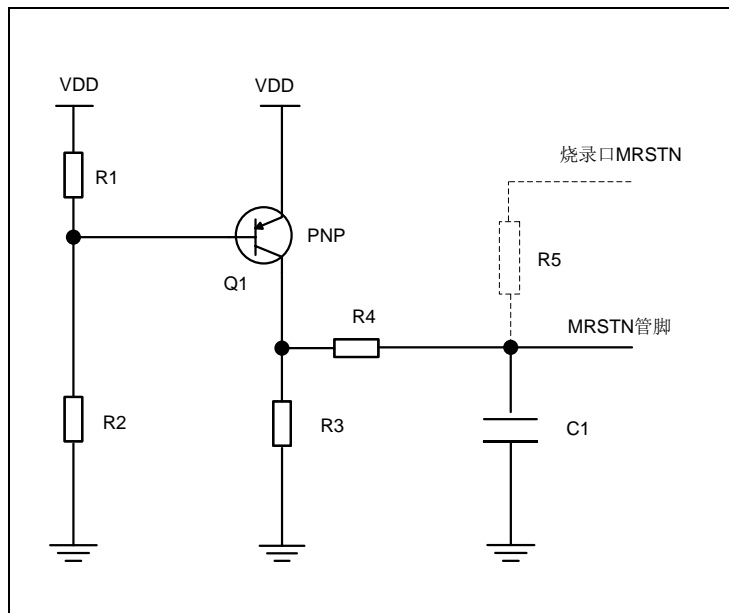 VDD
VDD
烧录口MRSTN
R1
PNP
R5
Q1
R4
MRSTN管脚
R2
R3
C1